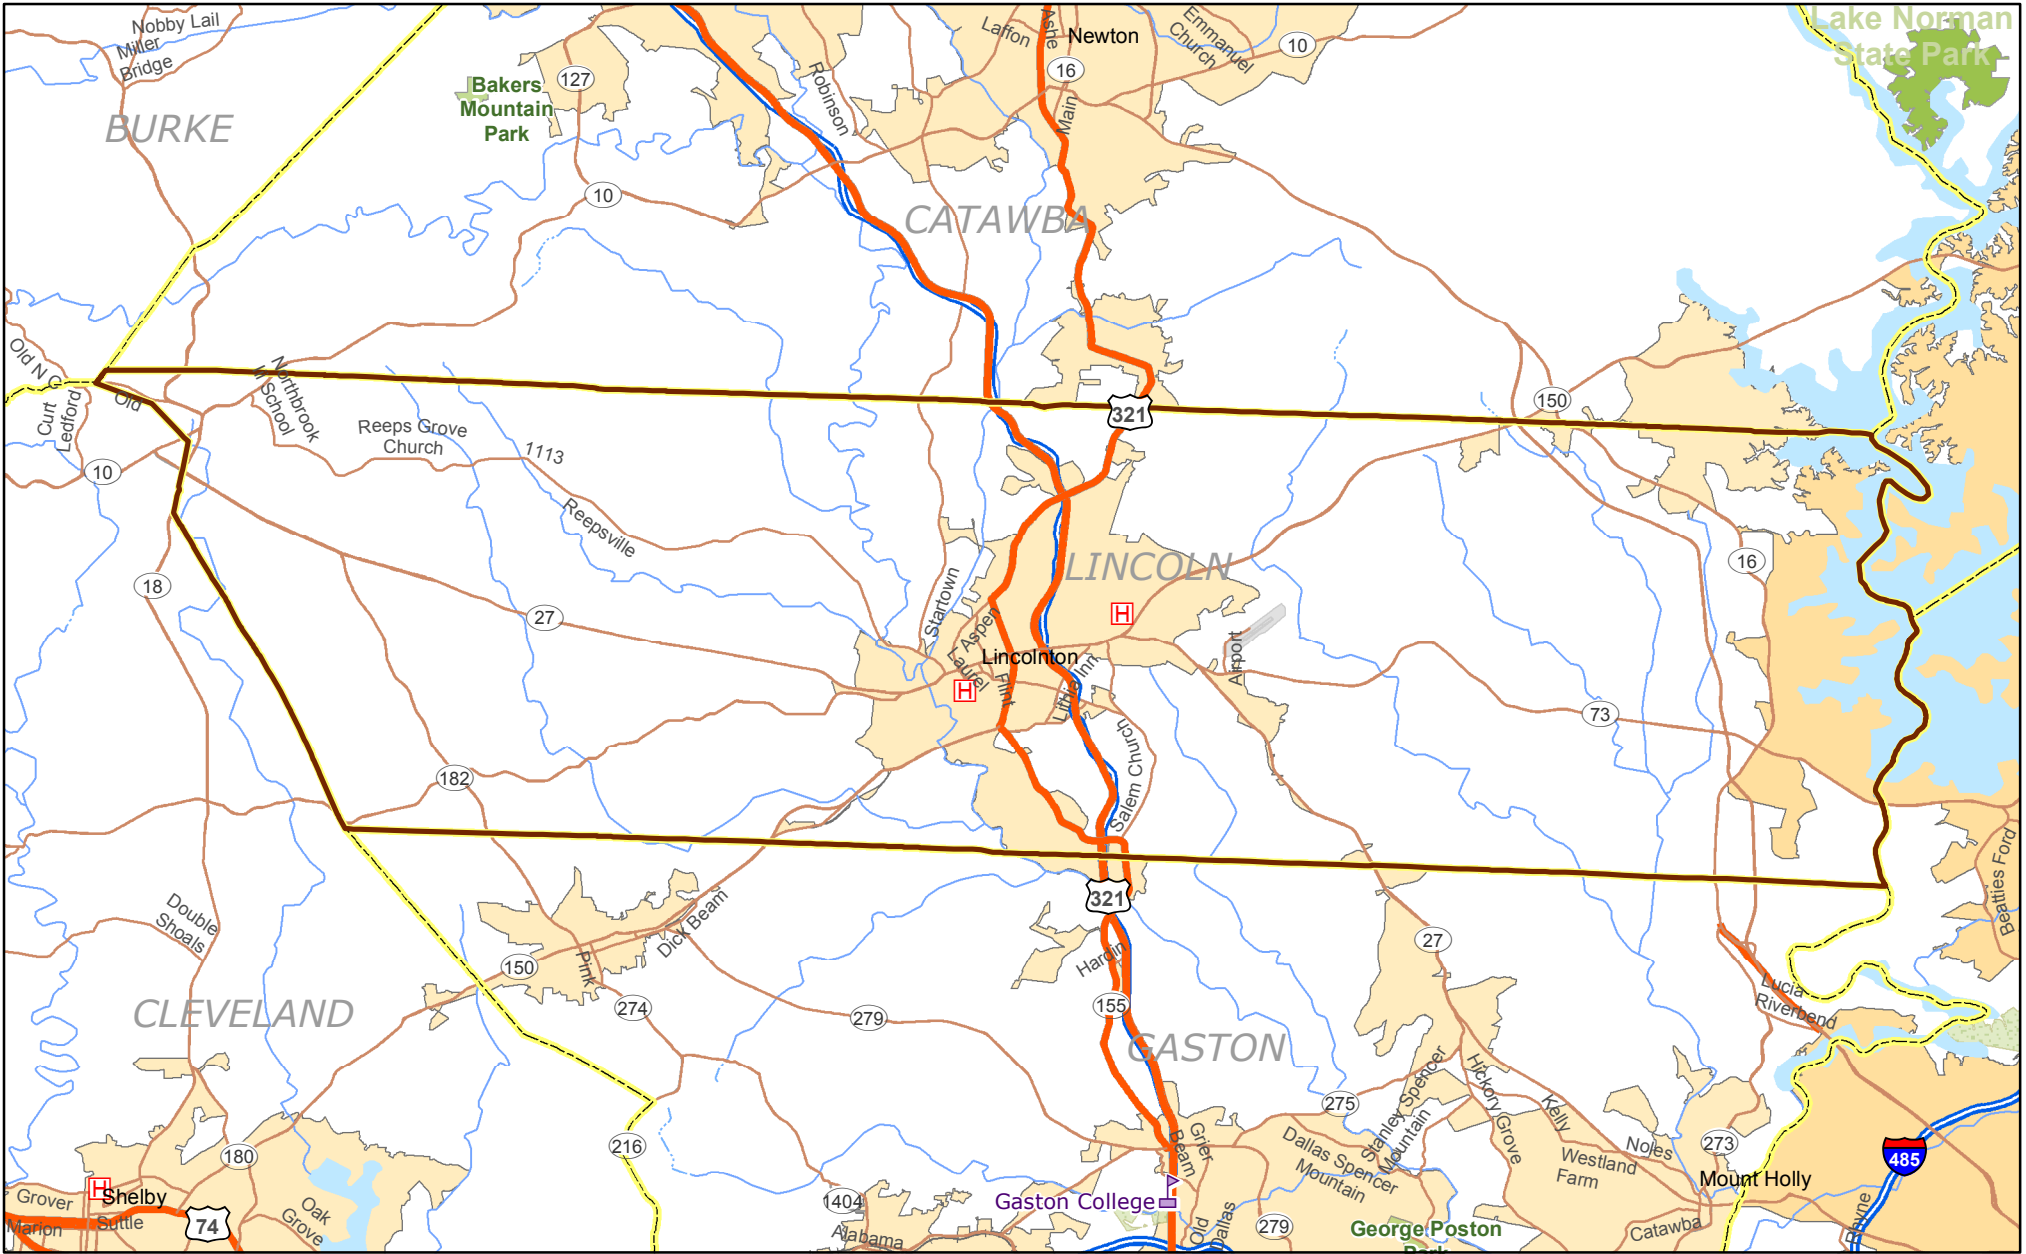 Nobby Lail
Miller
Bridge
BURKE
Bakers
Mountain
Park
127
10
Robinson
Laffon
Ashe
Newton
16
Main
Emmanuel
Church
10
Lake Norman
State Park
CATAWBA
Old N C
Curt
Ledford
Old
10
Northbrook
III School
Reeps Grove
Church
1113
Reepsville
321
150
16
18
27
LINCOLN
H
Startown
Aspen
Laurel
Lincolnton
H
Flint
Lithia Inn
Airport
73
Salem Church
182
Double
Shoals
Dick Beam
150
Pink
274
279
321
Hardin
155
27
Beatties Ford
Lucia
Riverbend
CLEVELAND
GASTON
216
275
Stanley Spencer
Mountain
Hickory Grove
Kelly
Noles
Westland
Farm
273
Mount Holly
485
180
H
Shelby
Grover
Marion
Suttle
74
Oak
Grove
1404
Alabama
Gaston College
Beam
Grier
Old
Dallas
Dallas Spencer
Mountain
279
George Poston
Park
Catawba
Rhyne